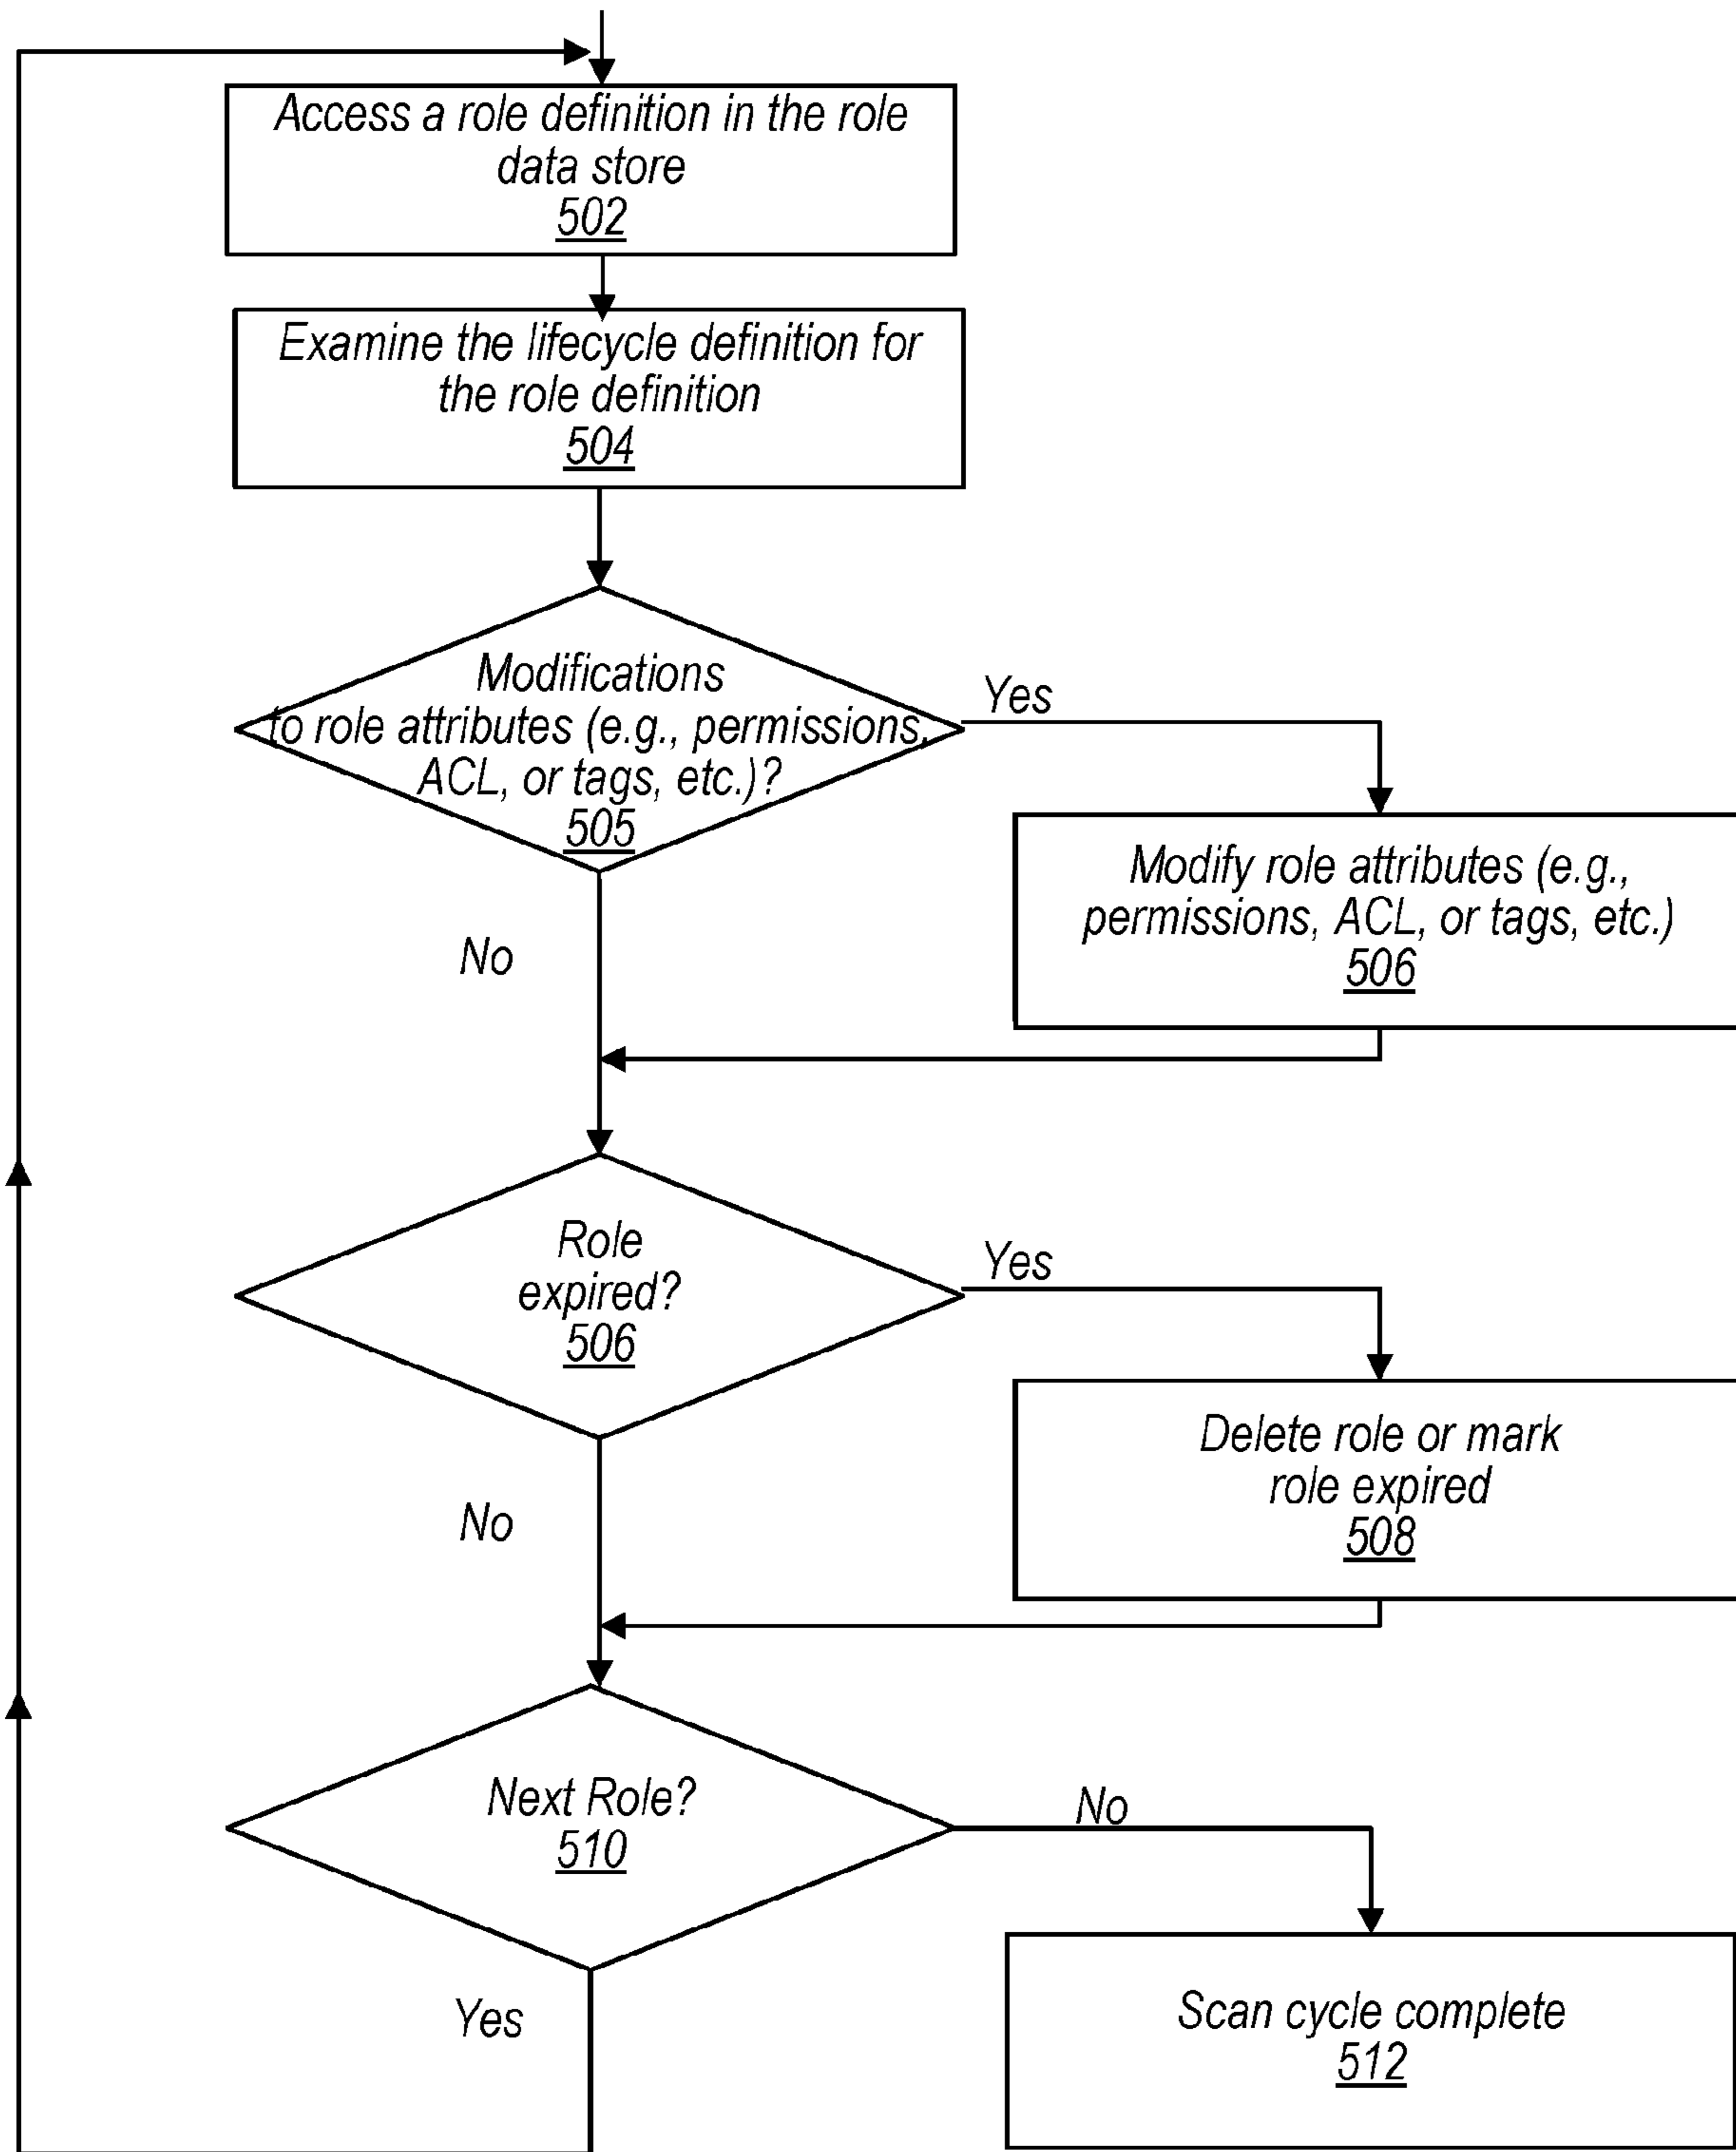 Access a role definition in the role
data store
502
Examine the lifecycle definition for
the role definition
504
Modifications
to role attributes (e.g., permissions,
ACL, or tags, etc.)?
505
Yes
Modify role attributes (e.g.,
permissions, ACL, or tags, etc.)
506
No
Role
expired?
506
Yes
Delete role or mark
role expired
508
No
Next Role?
510
No
Scan cycle complete
512
Yes